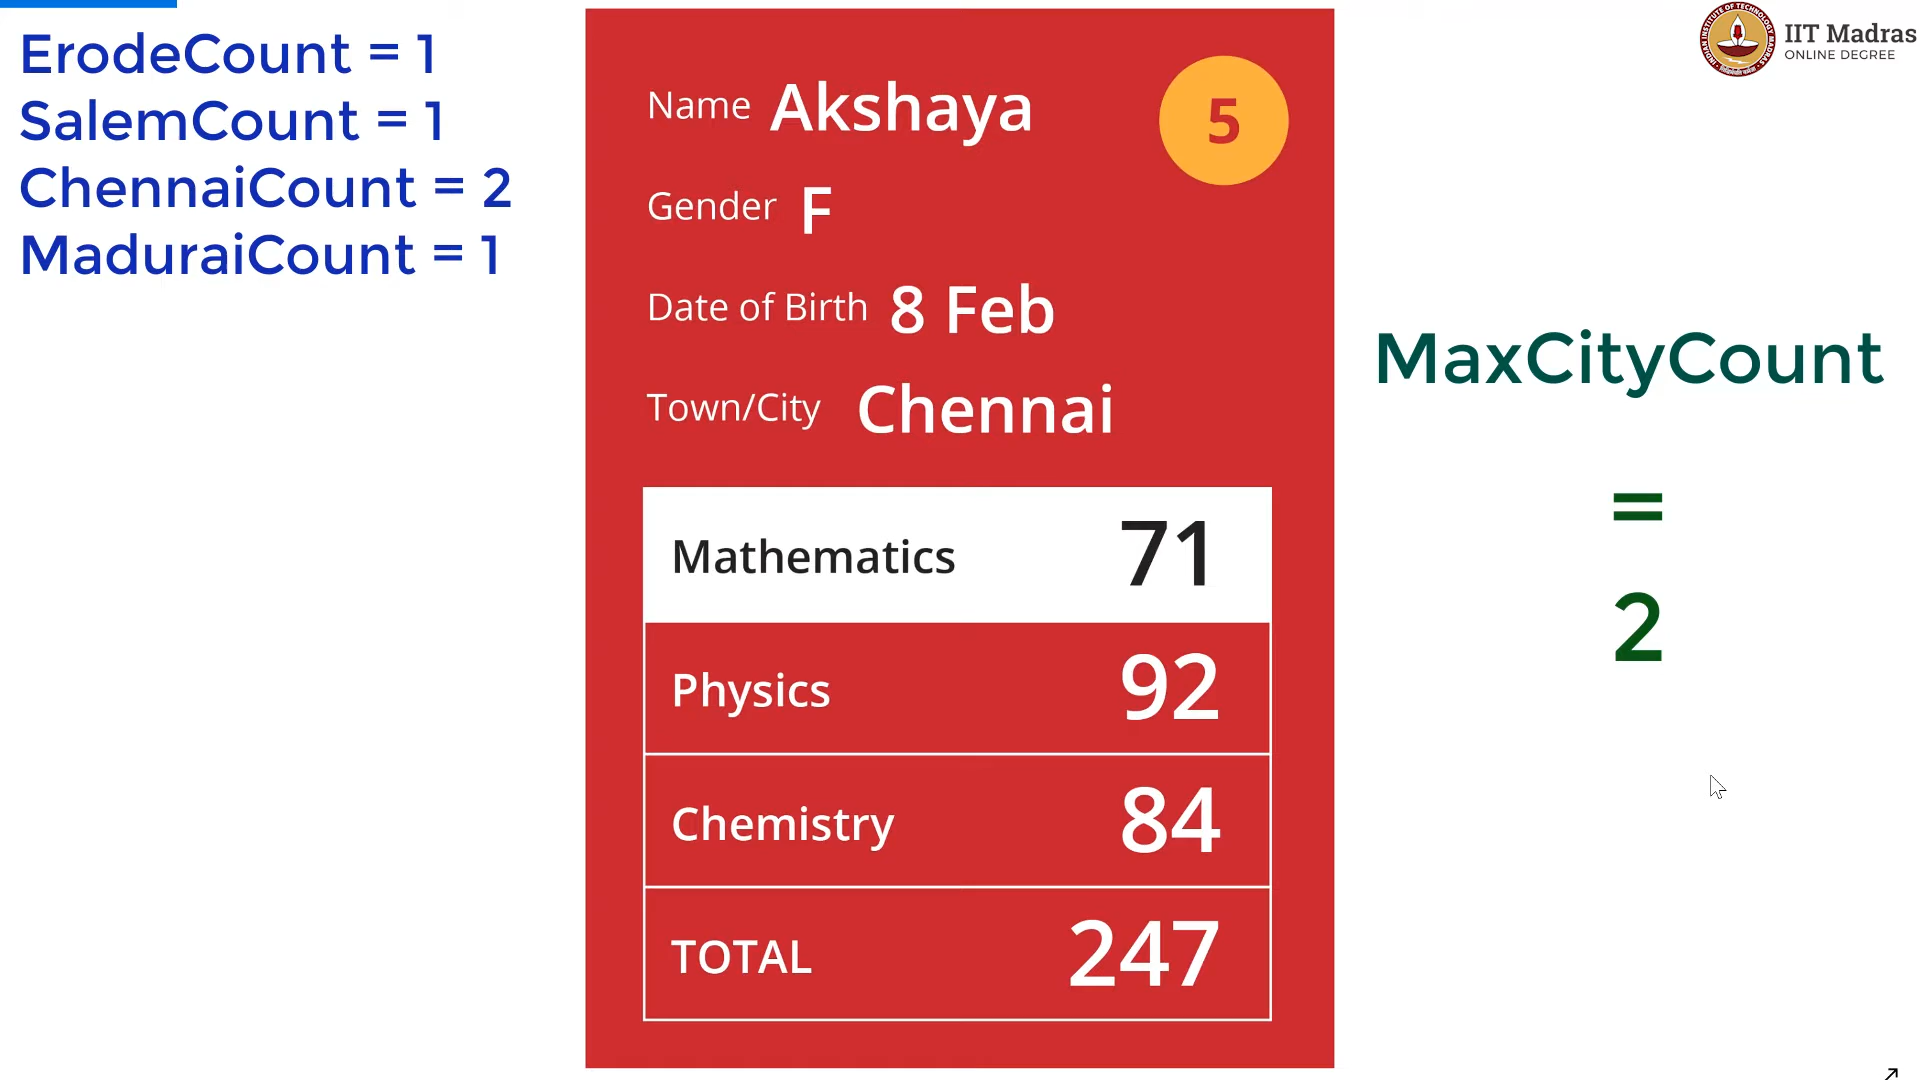 ErodeCount = 1
SalemCount = 1
ChennaiCount = 2
MaduraiCount = 1
Name Akshaya
5
Gender F
Date of Birth 8 Feb
Town/City Chennai
Mathematics 71
Physics 92
Chemistry 84
TOTAL 247
MaxCityCount
=
2
IIT Madras
ONLINE DEGREE